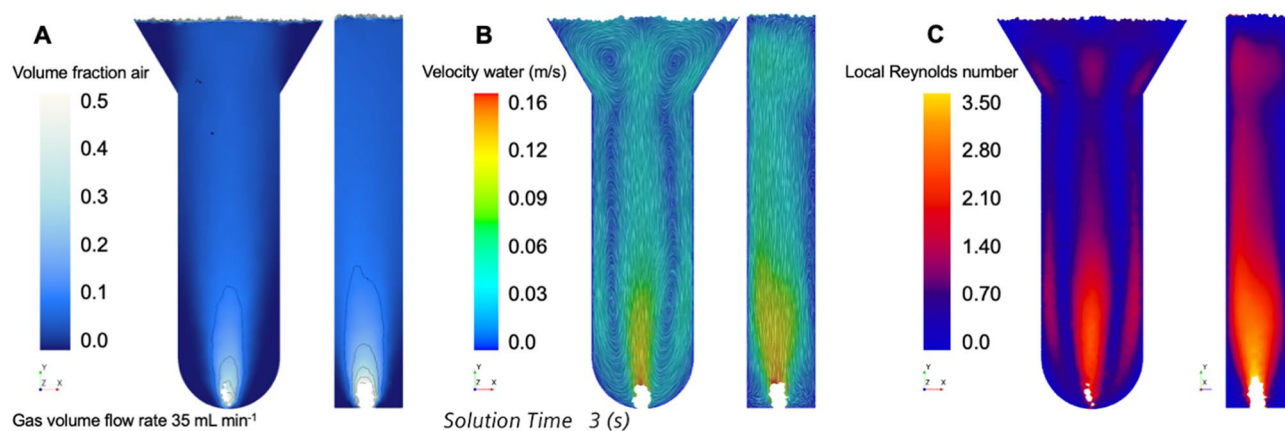 A
Volume fraction air
0.5
0.4
0.3
0.2
0.1
0.0
Y
Z X
Gas volume flow rate 35 mL min⁻¹
B
Velocity water (m/s)
0.16
0.12
0.09
0.06
0.03
0.0
Y
Z X
Solution Time 3 (s)
C
Local Reynolds number
3.50
2.80
2.10
1.40
0.70
0.0
Y
Z X